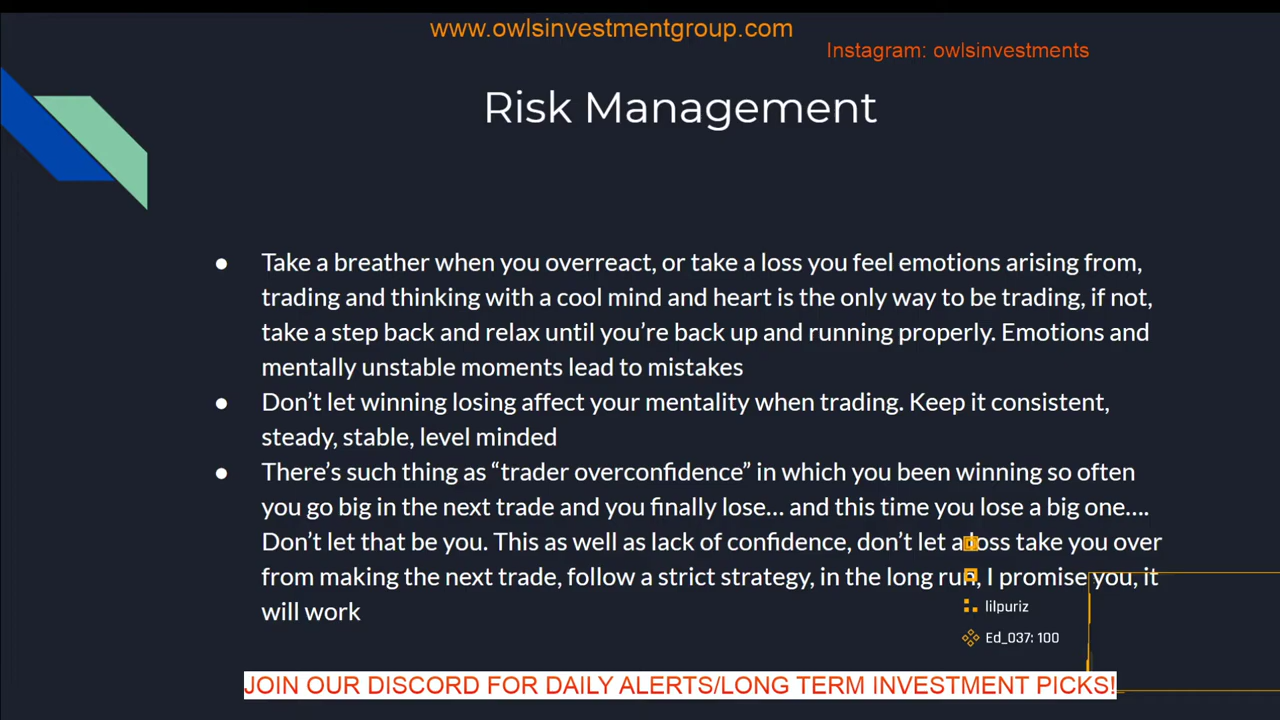 www.owlsinvestmentgroup.com
Instagram: owlsinvestments
Risk Management
● Take a breather when you overreact, or take a loss you feel emotions arising from,
trading and thinking with a cool mind and heart is the only way to be trading, if not,
take a step back and relax until you’re back up and running properly. Emotions and
mentally unstable moments lead to mistakes
● Don’t let winning losing affect your mentality when trading. Keep it consistent,
steady, stable, level minded
● There’s such thing as “trader overconfidence” in which you been winning so often
you go big in the next trade and you finally lose… and this time you lose a big one….
Don’t let that be you. This as well as lack of confidence, don’t let a loss take you over
from making the next trade, follow a strict strategy, in the long run, I promise you, it
will work
lilpuriz
Ed_037: 100
JOIN OUR DISCORD FOR DAILY ALERTS/LONG TERM INVESTMENT PICKS!